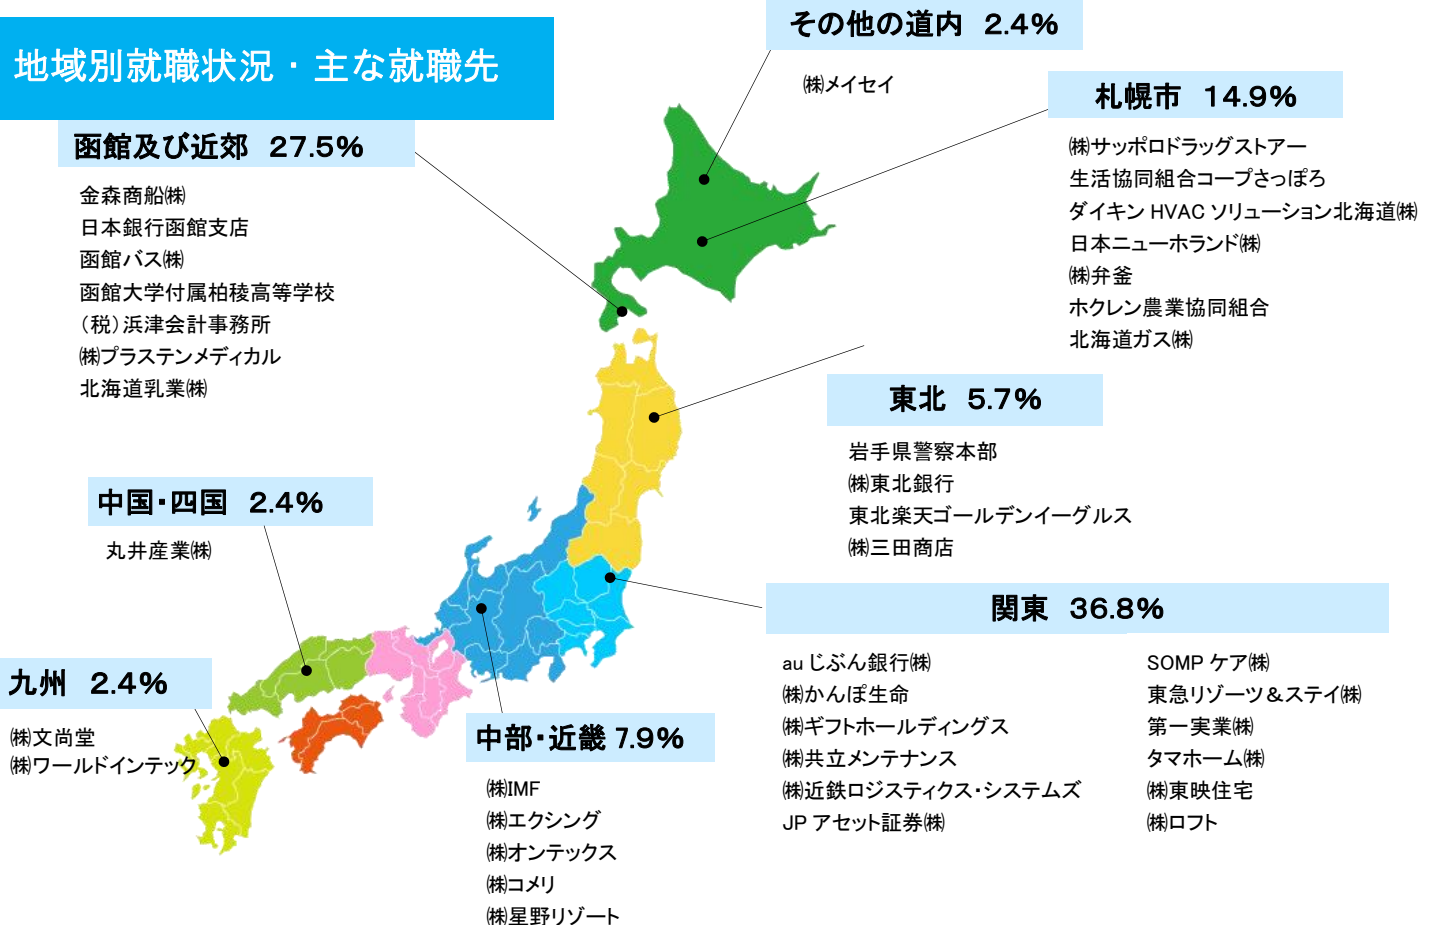 地域別就職状況・主な就職先
その他の道内 2.4%
㈱メイセイ
札幌市 14.9%
㈱サッポロドラッグストアー
生活協同組合コープさっぽろ
ダイキン HVAC ソリューション北海道㈱
日本ニューホランド㈱
㈱弁釜
ホクレン農業協同組合
北海道ガス㈱
函館及び近郊 27.5%
金森商船㈱
日本銀行函館支店
函館バス㈱
函館大学付属柏稜高等学校
（税）浜津会計事務所
㈱プラステンメディカル
北海道乳業㈱
東北 5.7%
岩手県警察本部
㈱東北銀行
東北楽天ゴールデンイーグルス
㈱三田商店
中国・四国 2.4%
丸井産業㈱
関東 36.8%
au じぶん銀行㈱
㈱かんぽ生命
㈱ギフトホールディングス
㈱共立メンテナンス
㈱近鉄ロジスティクス・システムズ
JP アセット証券㈱
SOMP ケア㈱
東急リゾーツ＆ステイ㈱
第一実業㈱
タマホーム㈱
㈱東映住宅
㈱ロフト
九州 2.4%
㈱文尚堂
㈱ワールドインテック
中部・近畿 7.9%
㈱IMF
㈱エクシング
㈱オンテックス
㈱コメリ
㈱星野リゾート